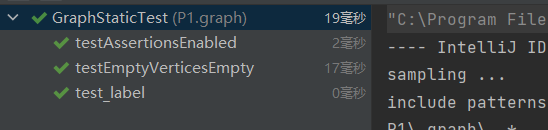 GraphStaticTest (P1.graph) 19毫秒
testAssertionsEnabled 2毫秒
testEmptyVerticesEmpty 17毫秒
test_label 0毫秒
"C:\Program File
---- IntelliJ ID
sampling ...
include patterns
P1\.graph\..*